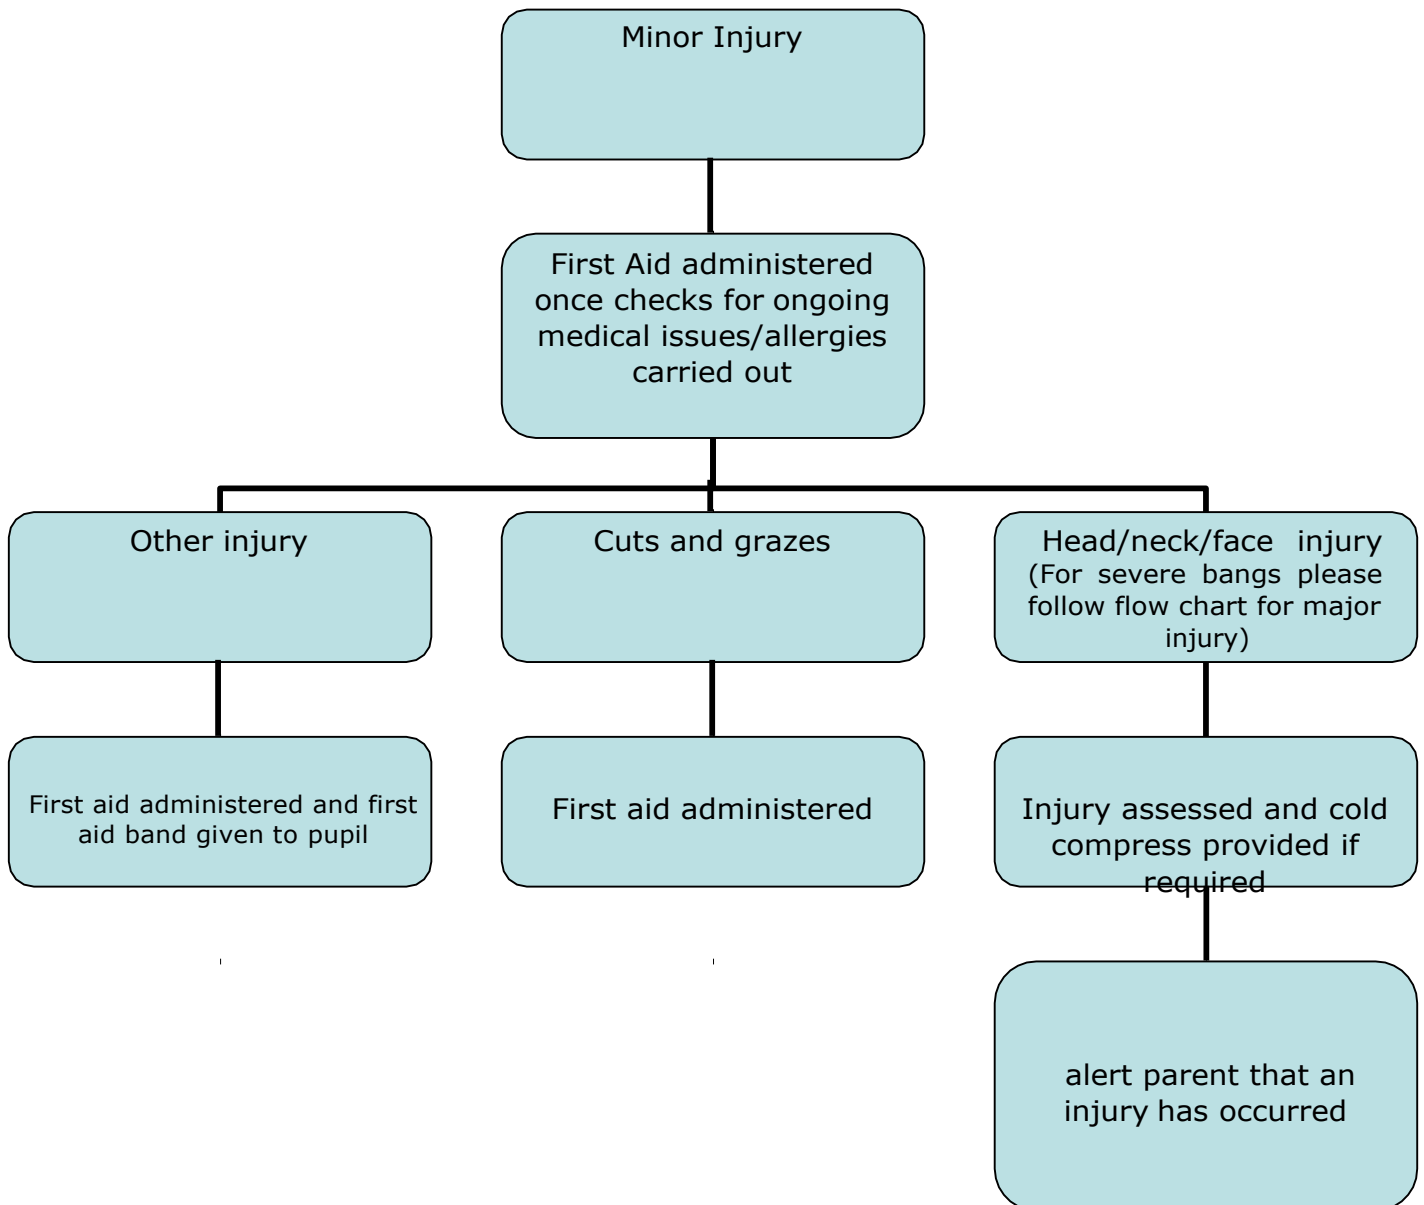 Minor Injury
First Aid administered
once checks for ongoing
medical issues/allergies
carried out
Other injury
Cuts and grazes
Head/neck/face injury
(For severe bangs please
follow flow chart for major
injury)
First aid administered and first
aid band given to pupil
First aid administered
Injury assessed and cold
compress provided if
required
alert parent that an
injury has occurred